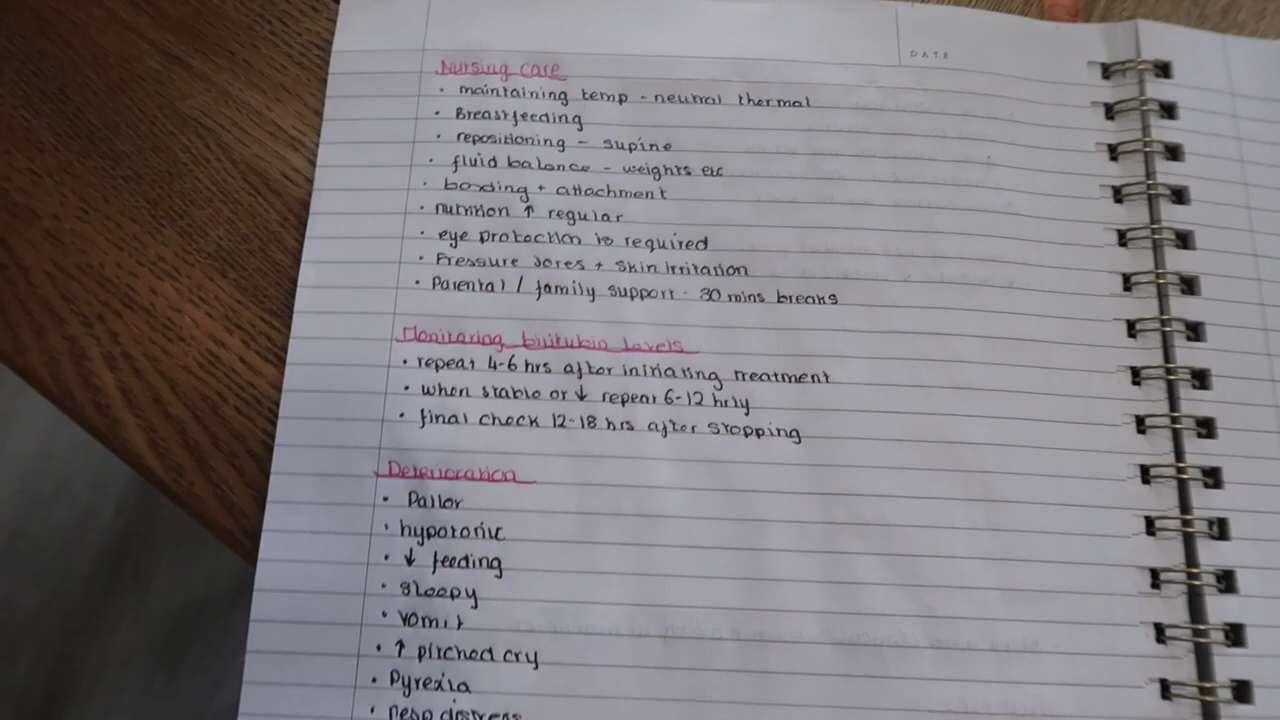 DATE
Nursing care
• maintaining temp - neutral thermal
• Breastfeeding
• repositioning - supine
• fluid balance - weights etc
• bonding + attachment
• nutrition ↑ regular
• eye protection is required
• Pressure sores + skin irritation
• Parental / family support - 30 mins breaks
Monitoring bilirubin levels
• repeat 4-6 hrs after initiating treatment
• when stable or ↓ repeat 6-12 hrly
• final check 12-18 hrs after stopping
Deterioration
• Pallor
• hypotonic
• ↓ feeding
• sleepy
• vomit
• ↑ pitched cry
• Pyrexia
• resp distress